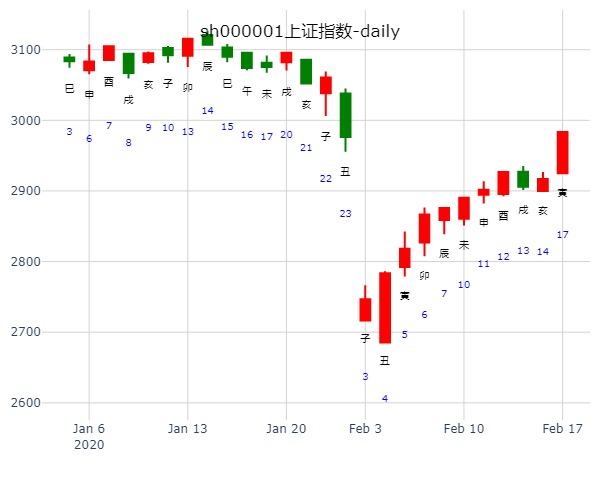 sh000001上证指数-daily
3100
3000
2900
2800
2700
2600
巳
3
申
6
酉
7
戌
8
亥
9
子
10
卯
13
辰
14
巳
15
午
16
未
17
戌
20
亥
21
子
22
丑
23
子
3
丑
4
寅
5
卯
6
辰
7
未
10
申
11
酉
12
戌
13
亥
14
寅
17
Jan 6
2020
Jan 13
Jan 20
Feb 3
Feb 10
Feb 17